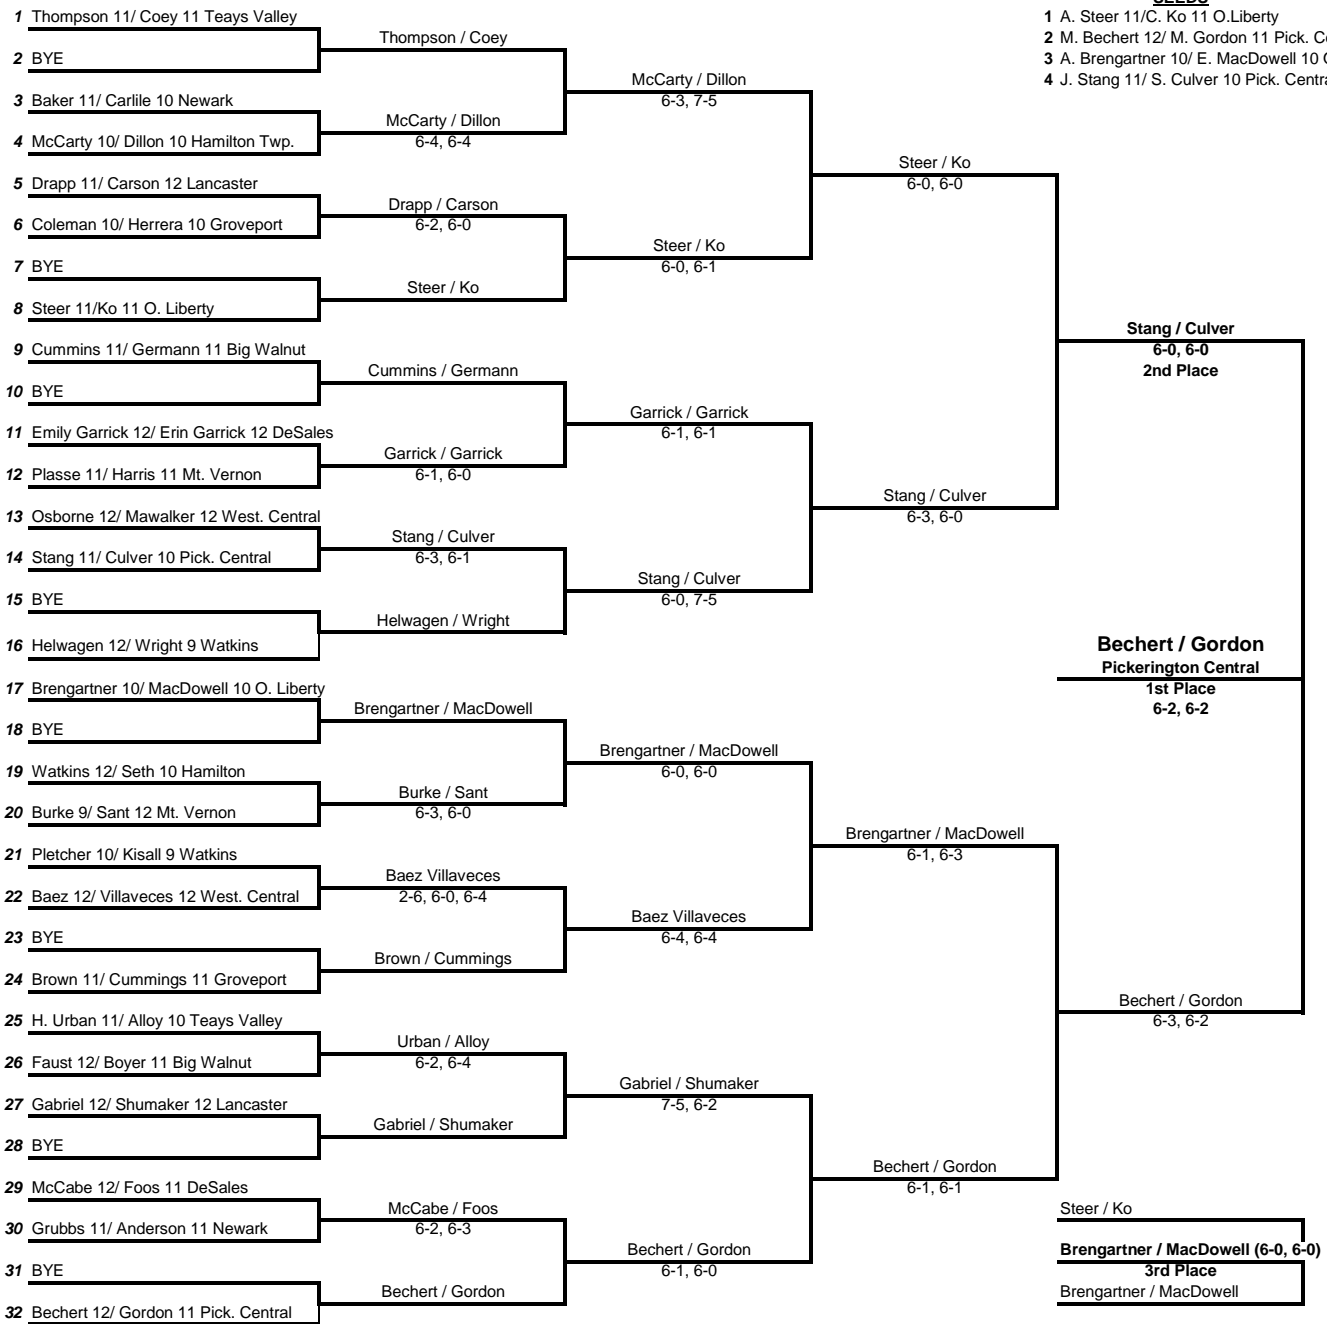 SEEDS
1 A. Steer 11/C. Ko 11 O.Liberty
2 M. Bechert 12/ M. Gordon 11 Pick.
3 A. Brengartner 10/ E. MacDowell 10
4 J. Stang 11/ S. Culver 10 Pick.
1 Thompson 11/ Coey 11 Teays Valley
2 BYE
3 Baker 11/ Carlile 10 Newark
4 McCarty 10/ Dillon 10 Hamilton Twp.
5 Drapp 11/ Carson 12 Lancaster
6 Coleman 10/ Herrera 10 Groveport
7 BYE
8 Steer 11/Ko 11 O. Liberty
9 Cummins 11/ Germann 11 Big Walnut
10 BYE
11 Emily Garrick 12/ Erin Garrick 12 DeSales
12 Plasse 11/ Harris 11 Mt. Vernon
13 Osborne 12/ Mawalker 12 West. Central
14 Stang 11/ Culver 10 Pick. Central
15 BYE
16 Helwagen 12/ Wright 9 Watkins
17 Brengartner 10/ MacDowell 10 O. Liberty
18 BYE
19 Watkins 12/ Seth 10 Hamilton
20 Burke 9/ Sant 12 Mt. Vernon
21 Pletcher 10/ Kisall 9 Watkins
22 Baez 12/ Villaveces 12 West. Central
23 BYE
24 Brown 11/ Cummings 11 Groveport
25 H. Urban 11/ Alloy 10 Teays Valley
26 Faust 12/ Boyer 11 Big Walnut
27 Gabriel 12/ Shumaker 12 Lancaster
28 BYE
29 McCabe 12/ Foos 11 DeSales
30 Grubbs 11/ Anderson 11 Newark
31 BYE
32 Bechert 12/ Gordon 11 Pick. Central
Thompson / Coey
McCarty / Dillon
6-4, 6-4
Drapp / Carson
6-2, 6-0
Steer / Ko
Cummins / Germann
Garrick / Garrick
6-1, 6-0
Stang / Culver
6-3, 6-1
Helwagen / Wright
Brengartner / MacDowell
Burke / Sant
6-3, 6-0
Baez Villaveces
2-6, 6-0, 6-4
Brown / Cummings
Urban / Alloy
6-2, 6-4
Gabriel / Shumaker
McCabe / Foos
6-2, 6-3
Bechert / Gordon
McCarty / Dillon
6-3, 7-5
Steer / Ko
6-0, 6-1
Garrick / Garrick
6-1, 6-1
Stang / Culver
6-0, 7-5
Brengartner / MacDowell
6-0, 6-0
Baez Villaveces
6-4, 6-4
Gabriel / Shumaker
7-5, 6-2
Bechert / Gordon
6-1, 6-0
Steer / Ko
6-0, 6-0
Stang / Culver
6-3, 6-0
Brengartner / MacDowell
6-1, 6-3
Bechert / Gordon
6-1, 6-1
Stang / Culver
6-0, 6-0
2nd Place
Bechert / Gordon
Pickerington Central
1st Place
6-2, 6-2
Bechert / Gordon
6-3, 6-2
Steer / Ko
Brengartner / MacDowell (6-0, 6-0)
3rd Place
Brengartner / MacDowell